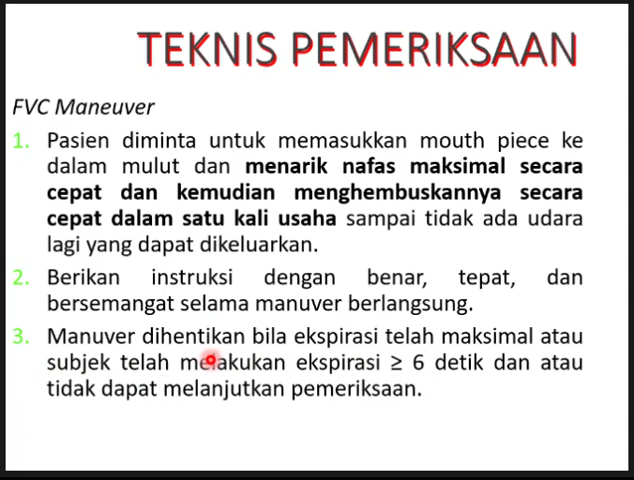 TEKNIS PEMERIKSAAN
FVC Maneuver
1. Pasien diminta untuk memasukkan mouth piece ke
dalam mulut dan menarik nafas maksimal secara
cepat dan kemudian menghembuskannya secara
cepat dalam satu kali usaha sampai tidak ada udara
lagi yang dapat dikeluarkan.
2. Berikan instruksi dengan benar, tepat, dan
bersemangat selama manuver berlangsung.
3. Manuver dihentikan bila ekspirasi telah maksimal atau
subjek telah melakukan ekspirasi ≥ 6 detik dan atau
tidak dapat melanjutkan pemeriksaan.